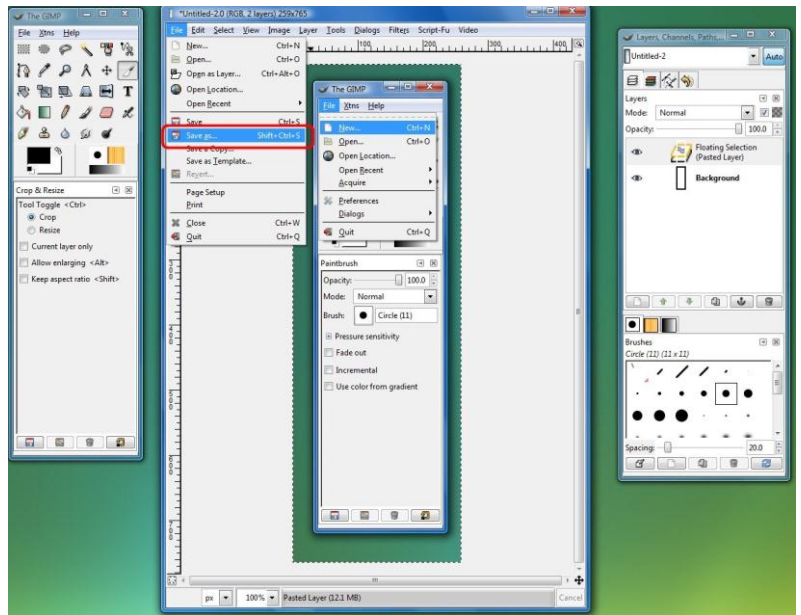 The GIMP
File Xtns Help
Crop & Resize
Tool Toggle <Ctrl>
Crop
Resize
Current layer only
Allow enlarging <Alt>
Keep aspect ratio <Shift>
*Untitled-2.0 (RGB, 2 layers) 259x765
File Edit Select View Image Layer Tools Dialogs Filters Script-Fu Video
New... Ctrl+N
Open... Ctrl+O
Open as Layer... Ctrl+Alt+O
Open Location...
Open Recent
Save Ctrl+S
Save as... Shift+Ctrl+S
Save a Copy...
Save as Template...
Revert...
Page Setup
Print
Close Ctrl+W
Quit Ctrl+Q
100 200 300 400
300
400
500
600
700
The GIMP
File Xtns Help
New... Ctrl+N
Open... Ctrl+O
Open Location...
Open Recent
Acquire
Preferences
Dialogs
Quit Ctrl+Q
Paintbrush
Opacity: 100.0
Mode: Normal
Brush: Circle (11)
Pressure sensitivity
Fade out
Incremental
Use color from gradient
px 100% Pasted Layer (12.1 MB) Cancel
Layers, Channels, Paths,...
Untitled-2 Auto
Layers
Mode: Normal
Opacity: 100.0
Floating Selection
(Pasted Layer)
Background
Brushes
Circle (11) (11 x 11)
Spacing: 20.0